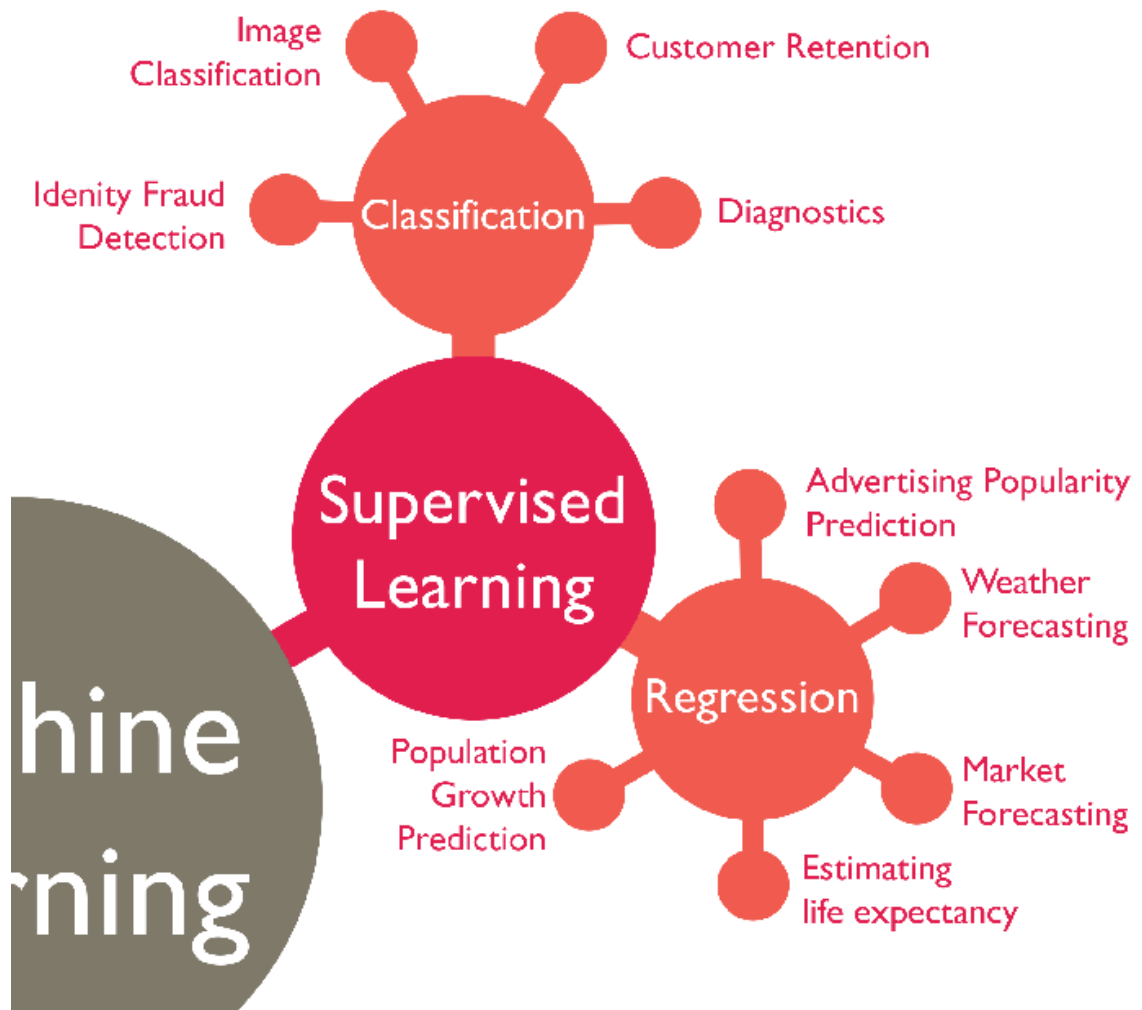 Image
Classification
Customer Retention
Idenity Fraud
Detection
Classification
Diagnostics
Supervised
Learning
Advertising Popularity
Prediction
Weather
Forecasting
Regression
Population
Growth
Prediction
Market
Forecasting
Estimating
life expectancy
hine
rning